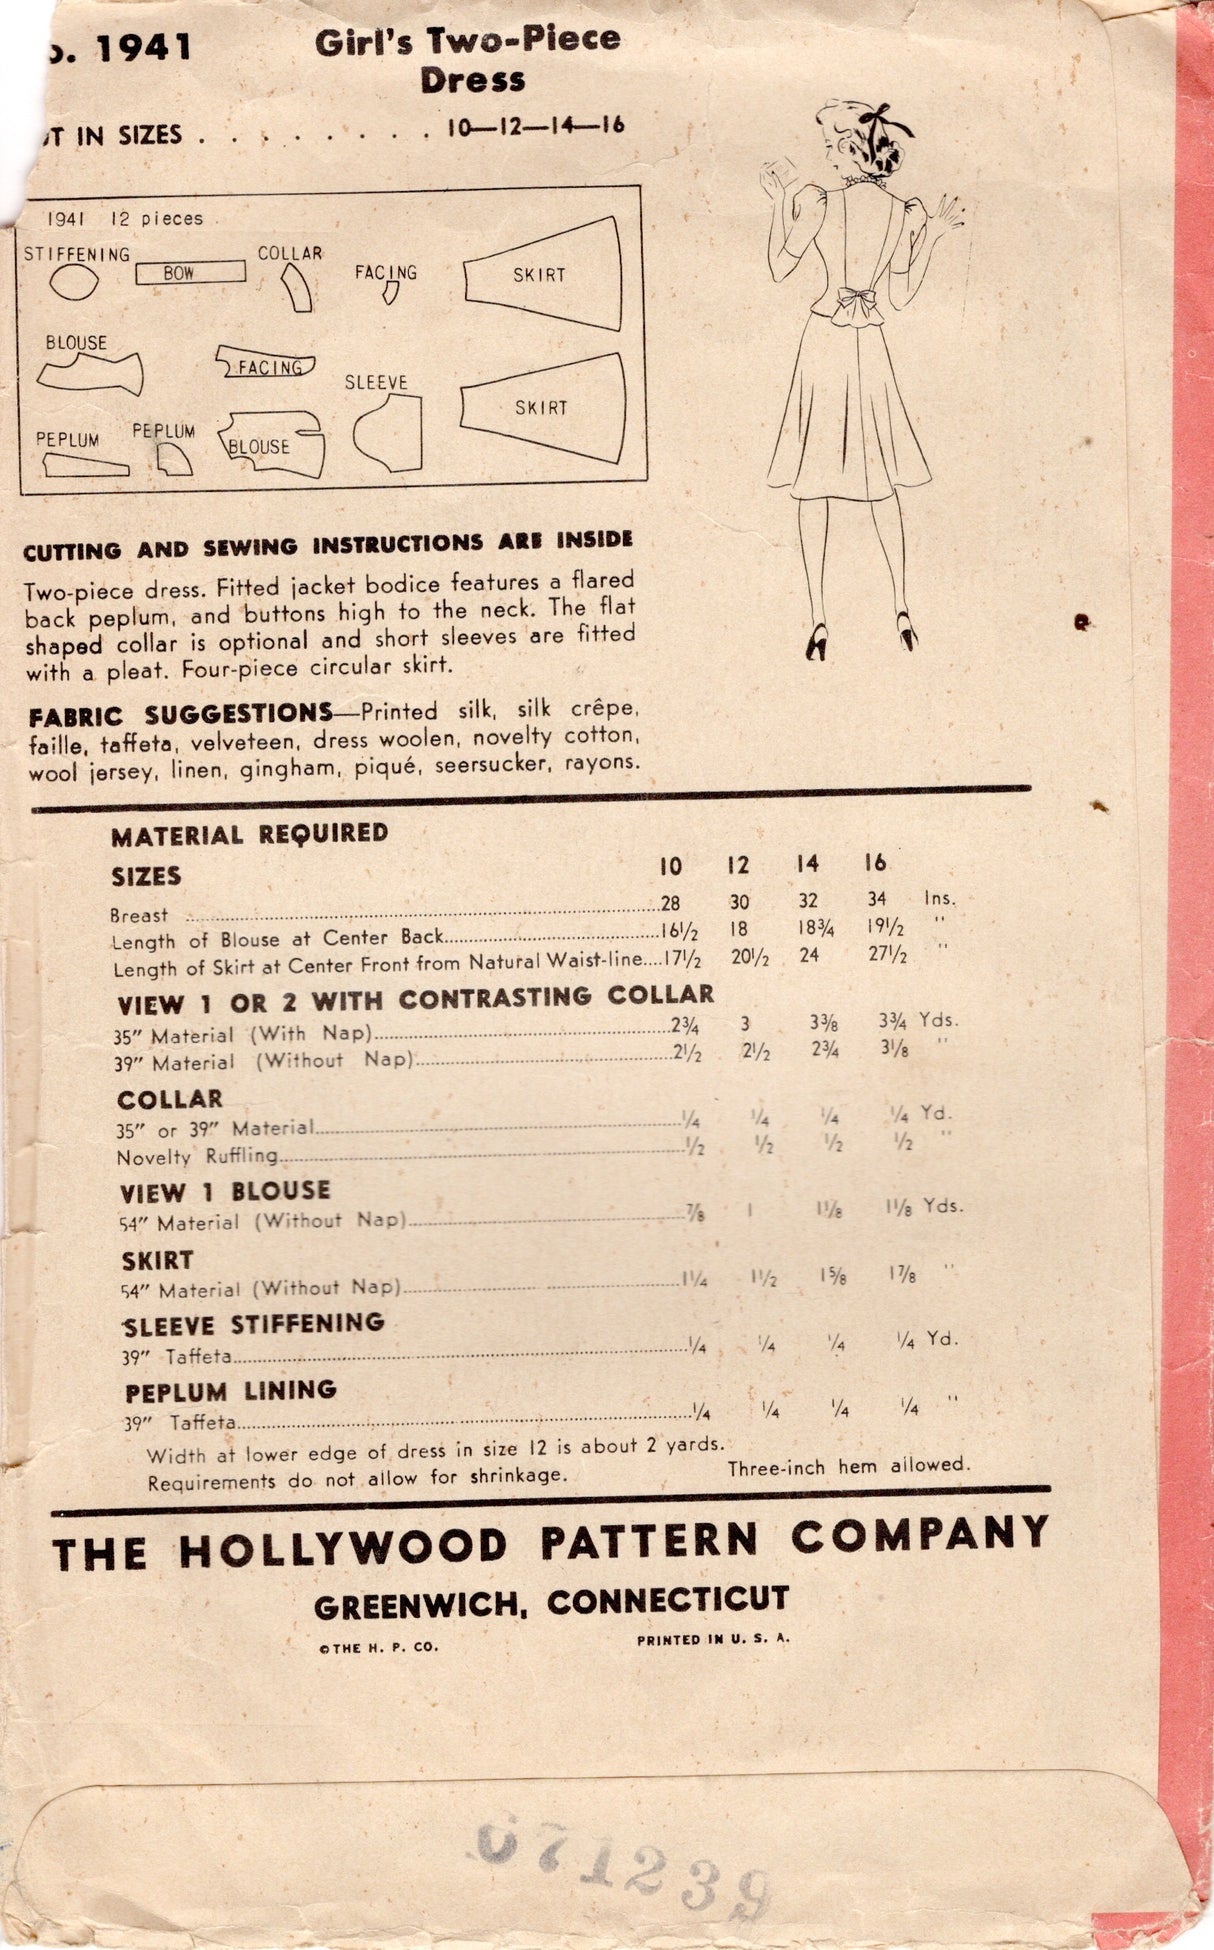 o. 1941
Girl's Two-Piece
Dress
UT IN SIZES . . . . . . . . 10—12—14—16
1941 12 pieces
STIFFENING
BOW
COLLAR
FACING
SKIRT
BLOUSE
FACING
SLEEVE
SKIRT
PEPLUM
PEPLUM
BLOUSE
CUTTING AND SEWING INSTRUCTIONS ARE INSIDE
Two-piece dress. Fitted jacket bodice features a flared
back peplum, and buttons high to the neck. The flat
shaped collar is optional and short sleeves are fitted
with a pleat. Four-piece circular skirt.
FABRIC SUGGESTIONS—Printed silk, silk crêpe,
faille, taffeta, velveteen, dress woolen, novelty cotton,
wool jersey, linen, gingham, piqué, seersucker, rayons.
MATERIAL REQUIRED
SIZES 10 12 14 16
Breast 28 30 32 34 Ins.
Length of Blouse at Center Back 16½ 18 18¾ 19½ "
Length of Skirt at Center Front from Natural Waist-line 17½ 20½ 24 27½ "
VIEW 1 OR 2 WITH CONTRASTING COLLAR
35" Material (With Nap) 2¾ 3 3⅜ 3¾ Yds.
39" Material (Without Nap) 2½ 2½ 2¾ 3⅛ "
COLLAR
35" or 39" Material ¼ ¼ ¼ ¼ Yd.
Novelty Ruffling ½ ½ ½ ½ "
VIEW 1 BLOUSE
54" Material (Without Nap) ⅞ 1 1⅛ 1⅛ Yds.
SKIRT
54" Material (Without Nap) 1¼ 1½ 1⅝ 1⅞ "
SLEEVE STIFFENING
39" Taffeta ¼ ¼ ¼ ¼ Yd.
PEPLUM LINING
39" Taffeta ¼ ¼ ¼ ¼ "
Width at lower edge of dress in size 12 is about 2 yards.
Requirements do not allow for shrinkage. Three-inch hem allowed.
THE HOLLYWOOD PATTERN COMPANY
GREENWICH, CONNECTICUT
©THE H. P. CO. PRINTED IN U. S. A.
071239